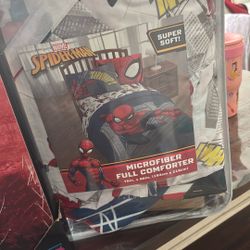 MARVEL
SPIDER-MAN
SUPER
SOFT!
MICROFIBER
FULL COMFORTER